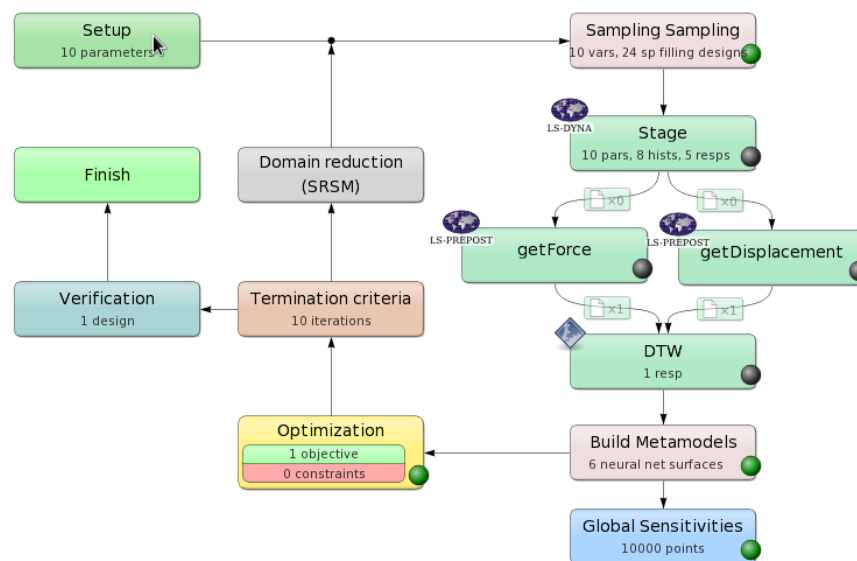 Setup
10 parameters
Sampling Sampling
10 vars, 24 sp filling designs
LS-DYNA
Stage
10 pars, 8 hists, 5 resps
Finish
Domain reduction
(SRSM)
×0
×0
LS-PREPOST
getForce
LS-PREPOST
getDisplacement
Verification
1 design
Termination criteria
10 iterations
×1
×1
DTW
1 resp
Optimization
1 objective
0 constraints
Build Metamodels
6 neural net surfaces
Global Sensitivities
10000 points